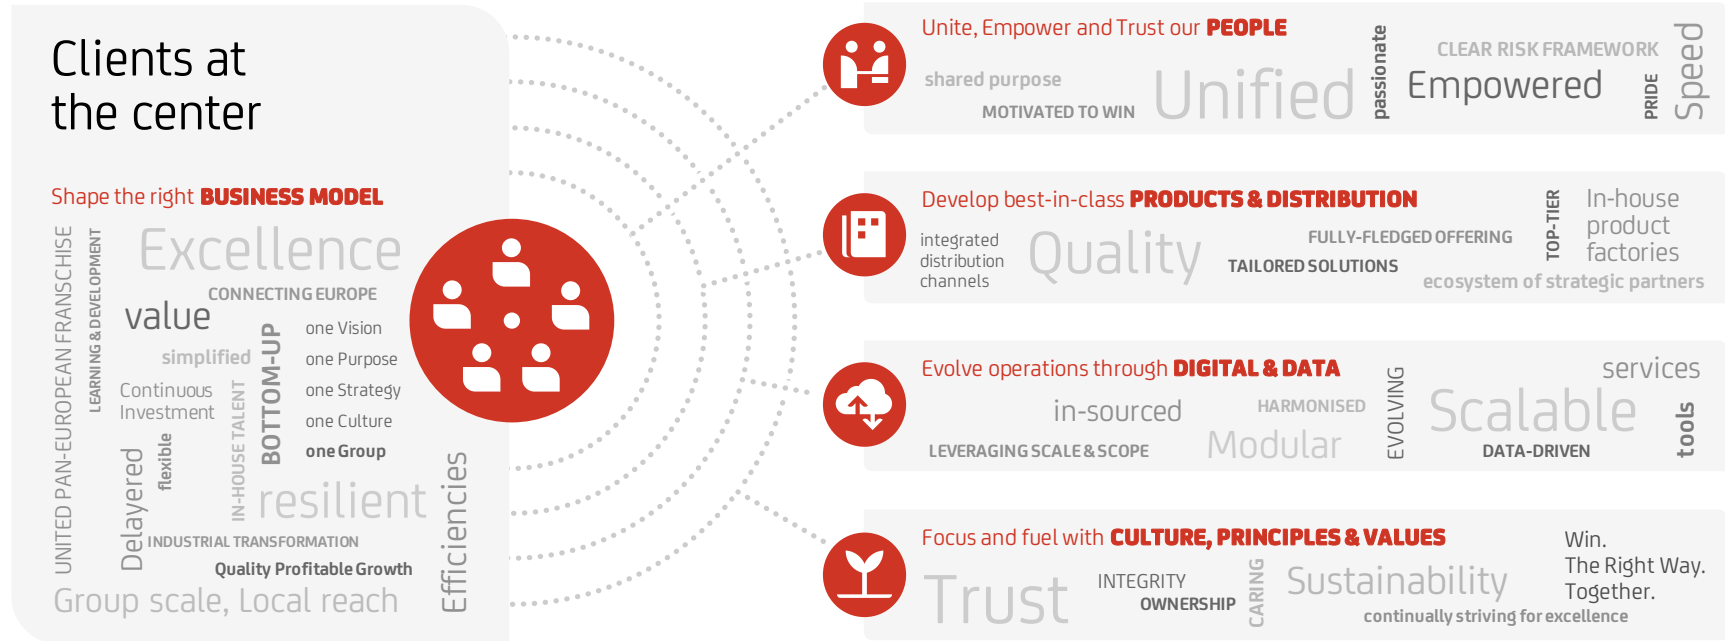 Clients at
the center
Shape the right BUSINESS MODEL
UNITED PAN-EUROPEAN FRANSCHISE
LEARNING & DEVELOPMENT
Excellence
CONNECTING EUROPE
value
simplified
Continuous
Investment
IN-HOUSE TALENT
BOTTOM-UP
one Vision
one Purpose
one Strategy
one Culture
one Group
Delayered
flexible
resilient
Efficiencies
INDUSTRIAL TRANSFORMATION
Quality Profitable Growth
Group scale, Local reach
Unite, Empower and Trust our PEOPLE
shared purpose
MOTIVATED TO WIN
Unified
passionate
CLEAR RISK FRAMEWORK
Empowered
PRIDE
Speed
Develop best-in-class PRODUCTS & DISTRIBUTION
integrated
distribution
channels
Quality
FULLY-FLEDGED OFFERING
TAILORED SOLUTIONS
TOP-TIER
In-house
product
factories
ecosystem of strategic partners
Evolve operations through DIGITAL & DATA
in-sourced
HARMONISED
LEVERAGING SCALE & SCOPE
Modular
EVOLVING
services
Scalable
DATA-DRIVEN
tools
Focus and fuel with CULTURE, PRINCIPLES & VALUES
Trust
INTEGRITY
OWNERSHIP
CARING
Sustainability
continually striving for excellence
Win.
The Right Way.
Together.